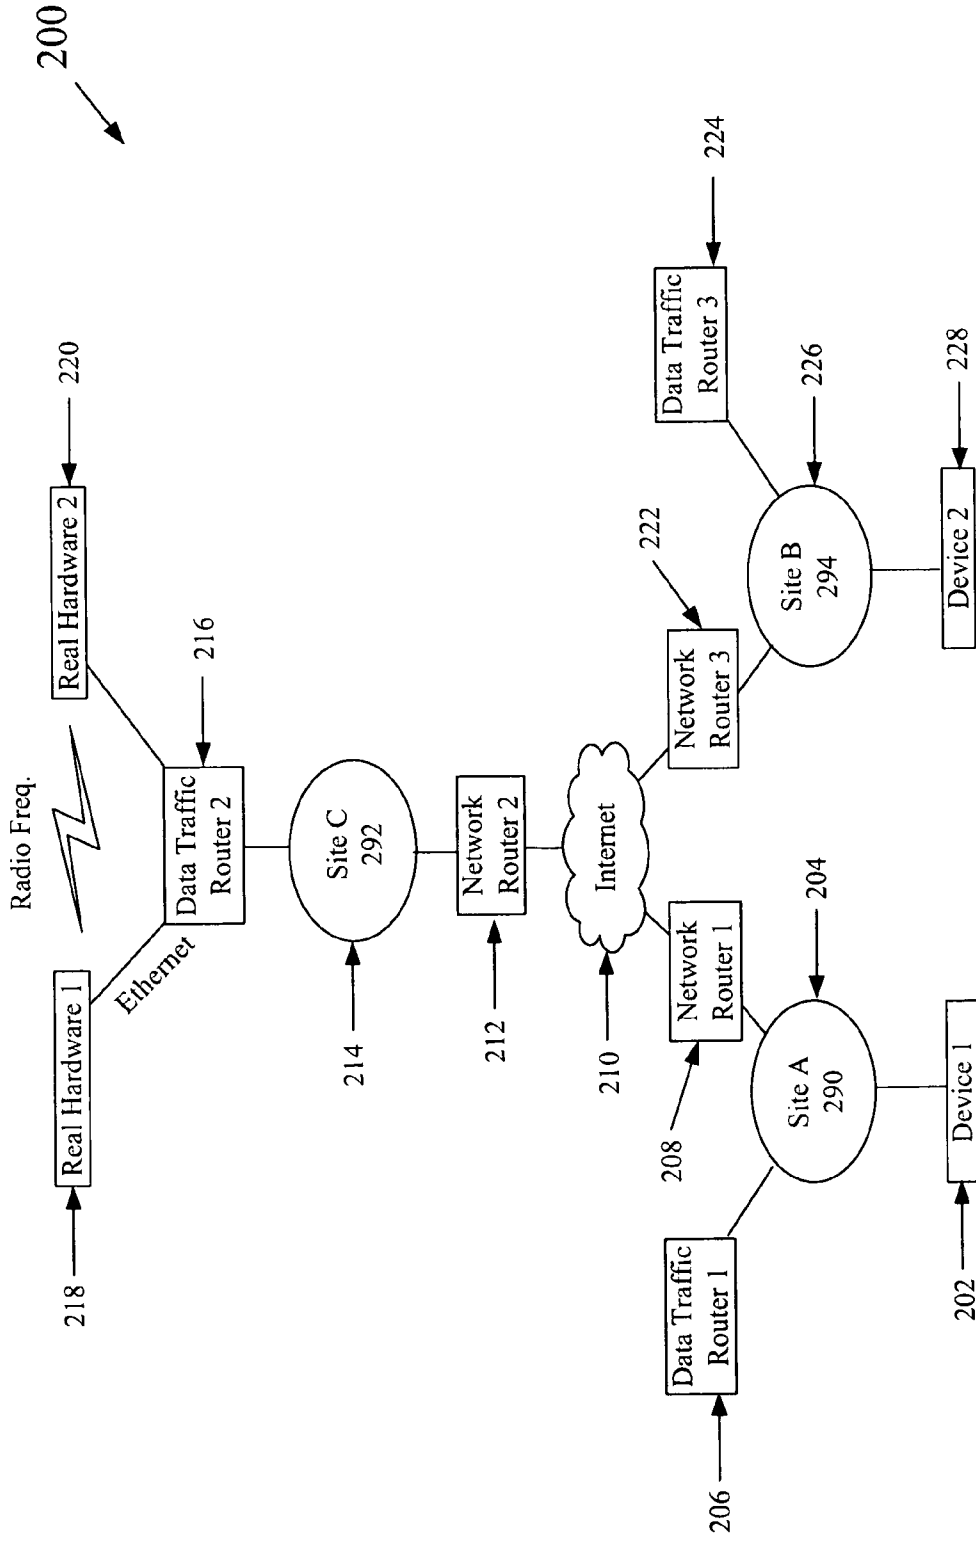 200
Radio Freq.
Real Hardware 1
Real Hardware 2
218
220
Ethernet
Data Traffic
Router 2
216
Site C
292
214
Network
Router 2
212
Internet
210
Network
Router 1
208
Network
Router 3
222
Data Traffic
Router 1
206
Site A
290
204
Device 1
202
Data Traffic
Router 3
224
Site B
294
226
Device 2
228